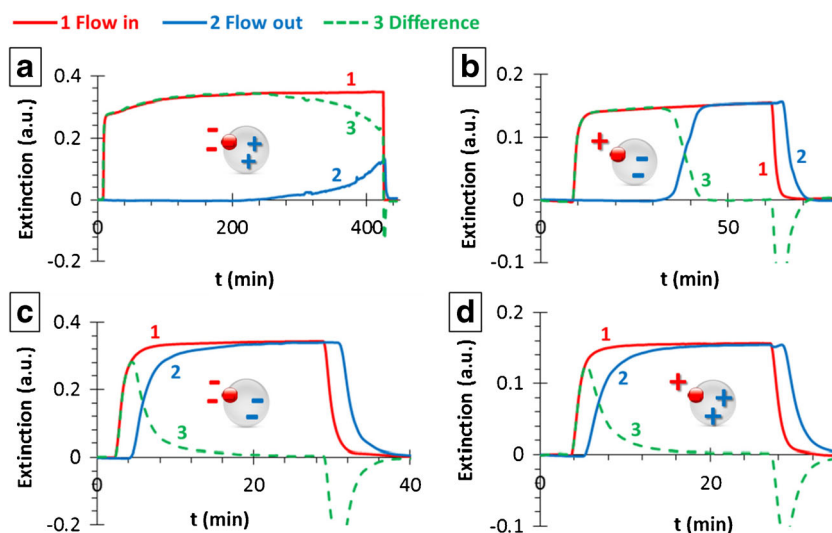 1 Flow in 2 Flow out 3 Difference
a
Extinction (a.u.)
0.4
0.2
0
-0.2
0 200 400
t (min)
1
3
2
b
Extinction (a.u.)
0.2
0.1
0
-0.1
0 50
t (min)
3
1
2
c
Extinction (a.u.)
0.4
0.2
0
-0.2
0 20 40
t (min)
1
2
3
d
Extinction (a.u.)
0.2
0.1
0
-0.1
0 20
t (min)
1
2
3